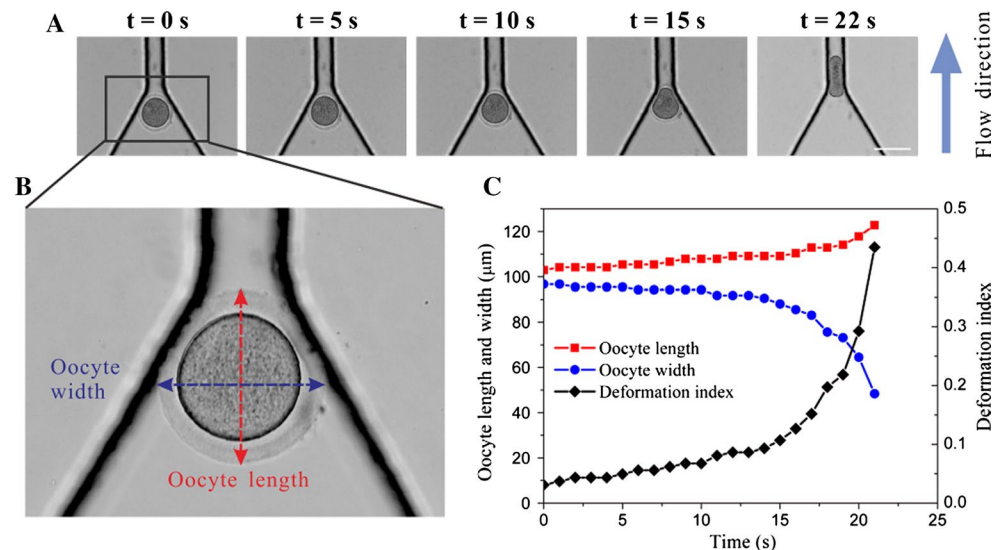 A
t = 0 s
t = 5 s
t = 10 s
t = 15 s
t = 22 s
Flow direction
B
Oocyte
width
Oocyte length
C
Oocyte length and width (μm)
120
100
80
60
40
20
0
Oocyte length
Oocyte width
Deformation index
0.5
0.4
0.3
0.2
0.1
0.0
Deformation index
0 5 10 15 20 25
Time (s)